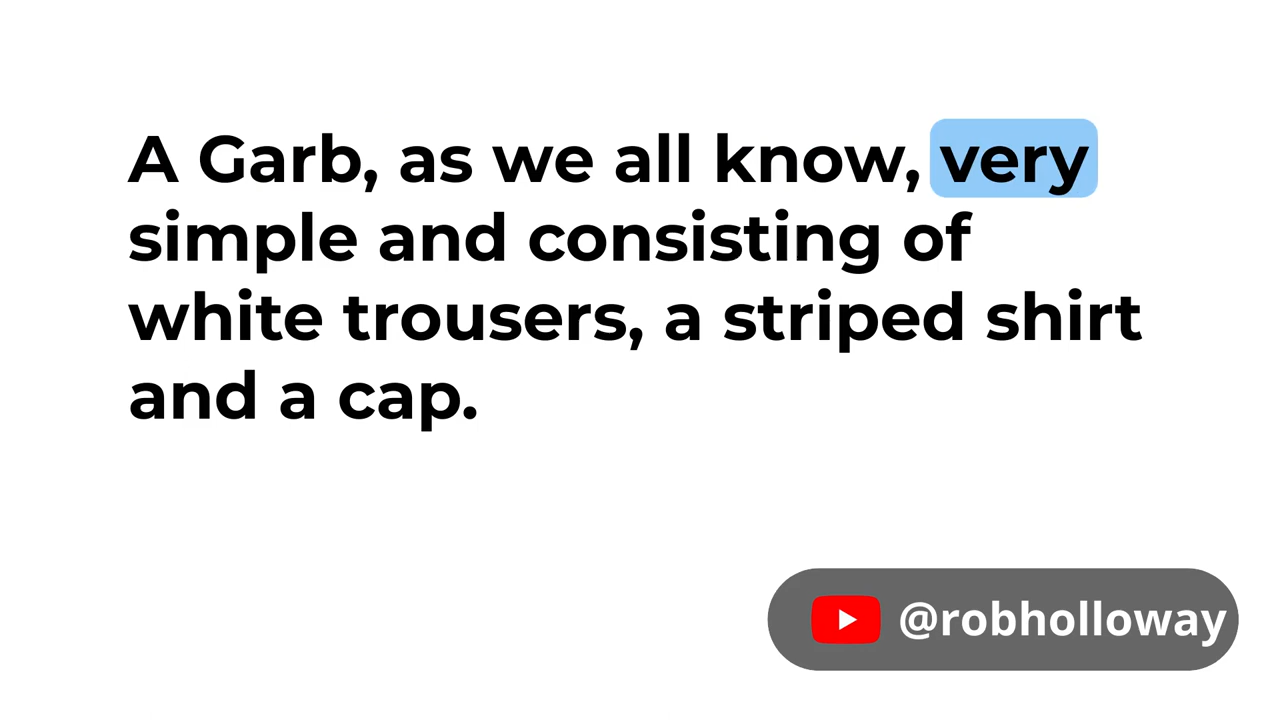 A Garb, as we all know, very
simple and consisting of
white trousers, a striped shirt
and a cap.
@robholloway